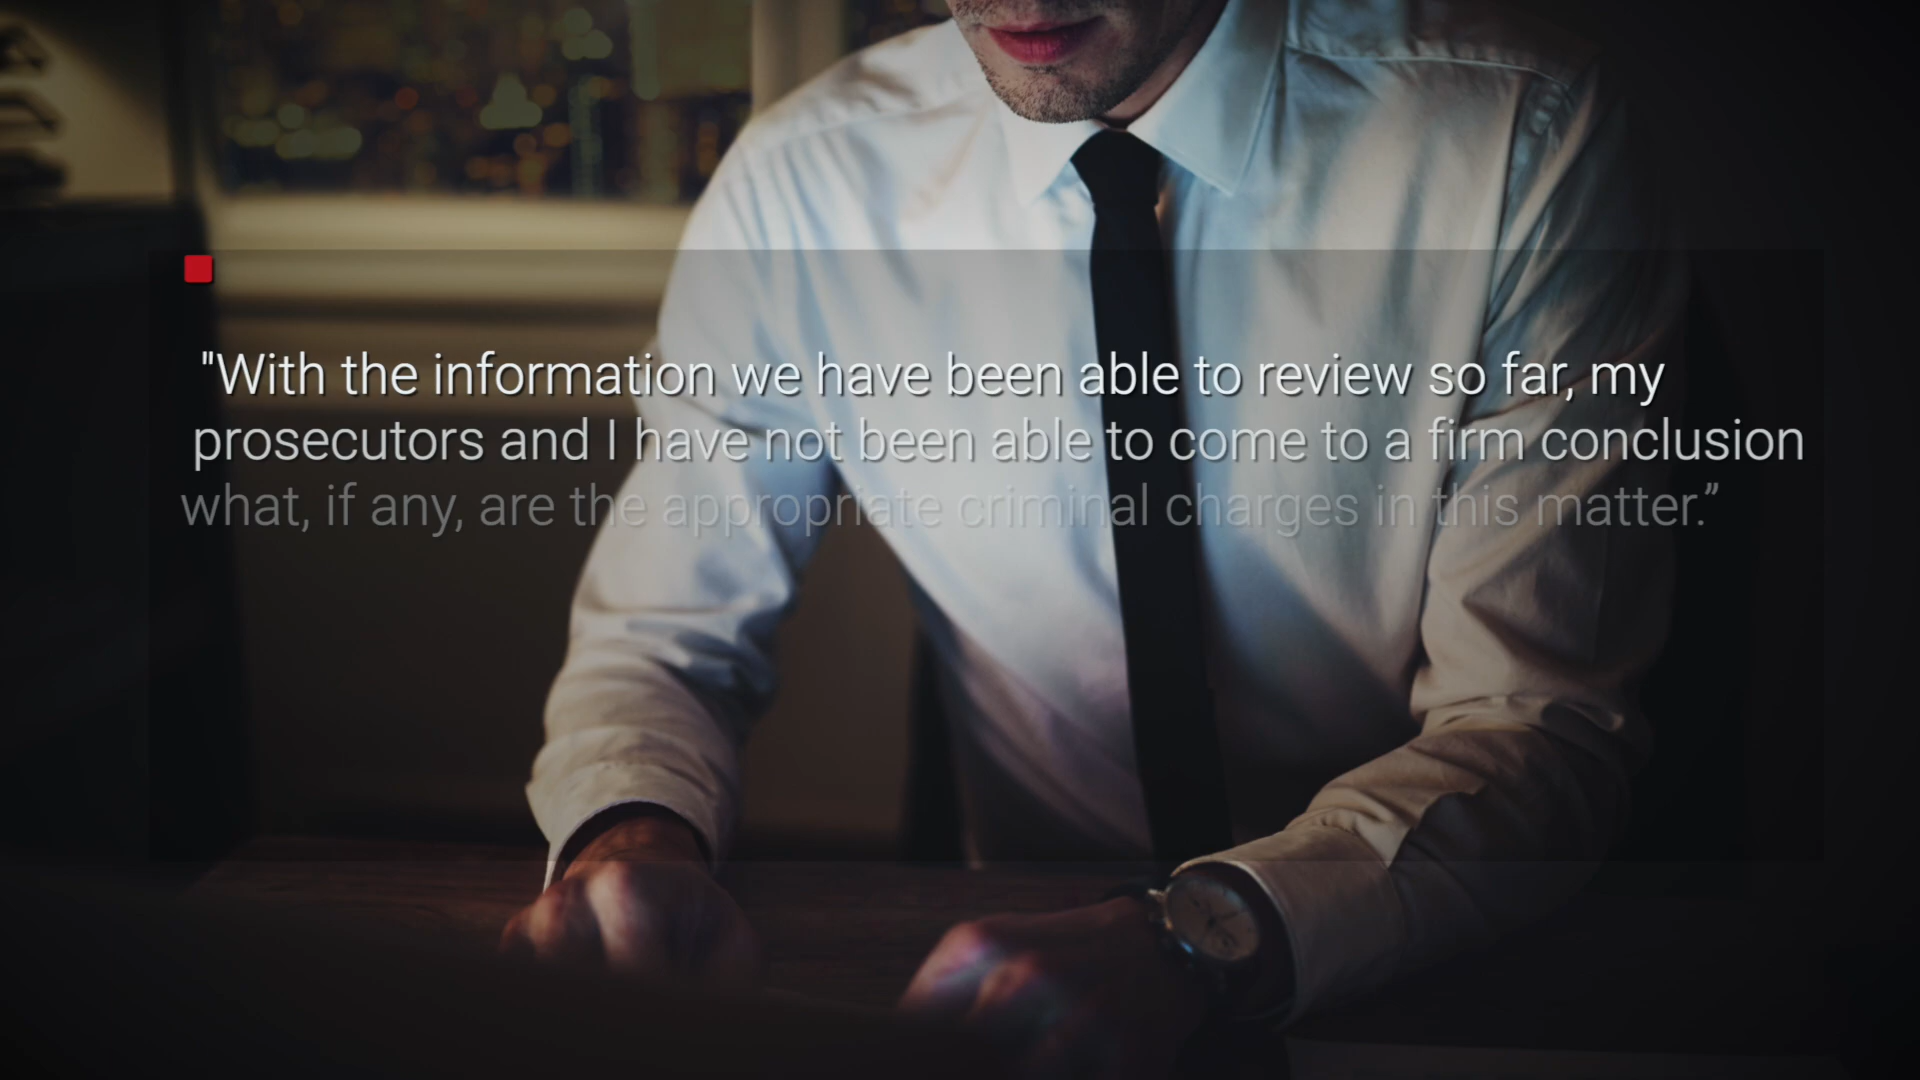 "With the information we have been able to review so far, my
prosecutors and I have not been able to come to a firm conclusion
what, if any, are the appropriate criminal charges in this matter.”